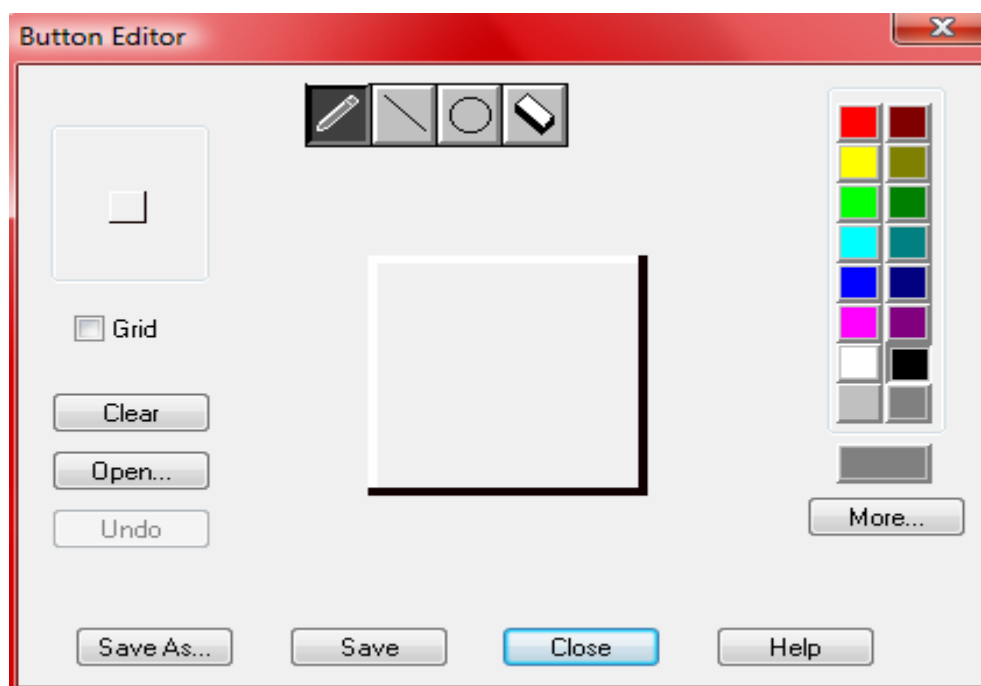 Button Editor
Grid
Clear
Open...
Undo
More...
Save As...
Save
Close
Help